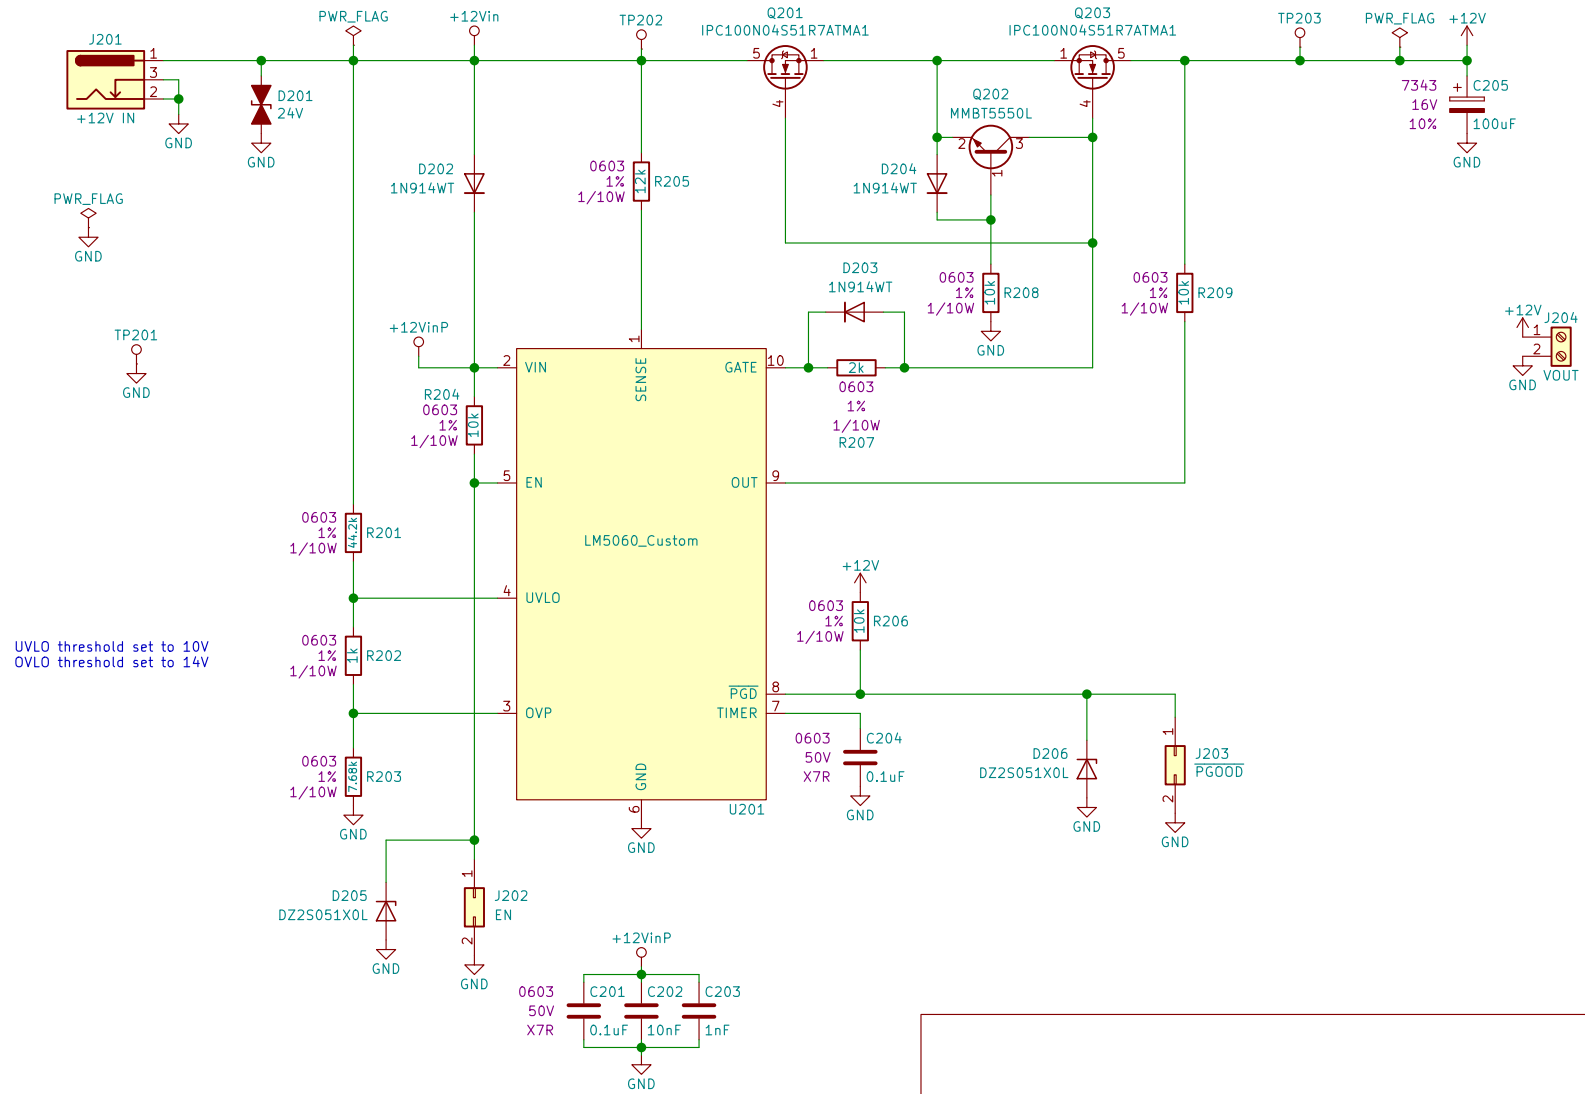 J201
1
3
2
+12V IN
GND
PWR_FLAG
D201
24V
GND
+12Vin
TP202
Q201
IPC100N04S51R7ATMA1
5
1
4
Q203
IPC100N04S51R7ATMA1
1
5
4
Q202
MMBT5550L
2
3
1
TP203
PWR_FLAG
+12V
7343
16V
10%
+
C205
100uF
GND
PWR_FLAG
GND
D202
1N914WT
0603
1%
1/10W
12k
R205
D204
1N914WT
D203
1N914WT
0603
1%
1/10W
10k
R208
GND
0603
1%
1/10W
10k
R209
TP201
GND
+12VinP
+12V
J204
1
2
GND
VOUT
2
VIN
1
SENSE
GATE
10
2k
0603
1%
1/10W
R207
R204
0603
1%
1/10W
10k
5
EN
OUT
9
0603
1%
1/10W
44.2k
R201
LM5060_Custom
4
UVLO
+12V
0603
1%
1/10W
10k
R206
UVLO threshold set to 10V
OVLO threshold set to 14V
0603
1%
1/10W
1k
R202
PGD
8
TIMER
7
3
OVP
0603
1%
1/10W
7.68k
R203
GND
GND
6
U201
GND
0603
50V
X7R
C204
0.1uF
GND
D206
DZ2S051X0L
GND
1
J203
PGOOD
2
GND
D205
DZ2S051X0L
GND
1
J202
EN
2
GND
+12VinP
0603
50V
X7R
C201
0.1uF
C202
10nF
C203
1nF
GND